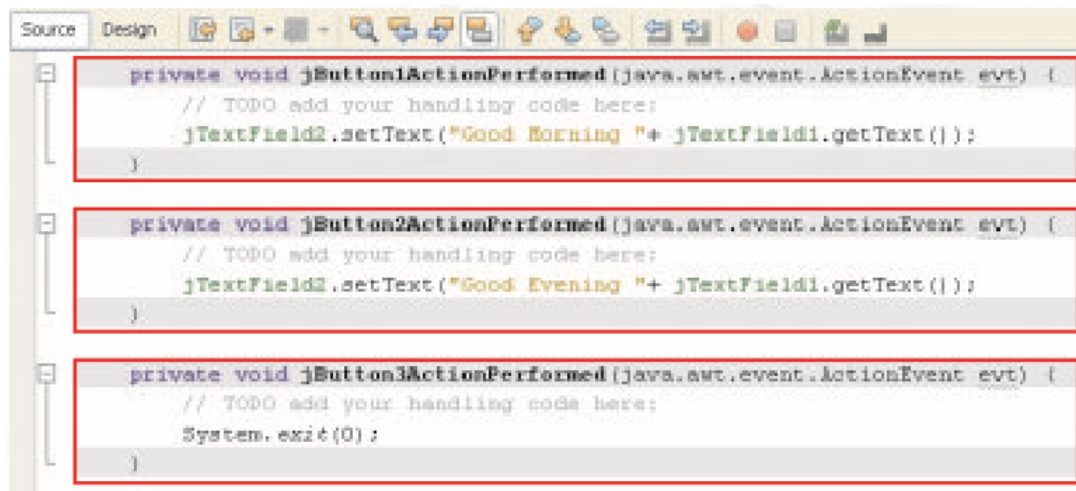 Source Design
private void jButton1ActionPerformed(java.awt.event.ActionEvent evt) {
// TODO add your handling code here:
jTextField2.setText("Good Morning "+ jTextField1.getText());
}
private void jButton2ActionPerformed(java.awt.event.ActionEvent evt) {
// TODO add your handling code here:
jTextField2.setText("Good Evening "+ jTextField1.getText());
}
private void jButton3ActionPerformed(java.awt.event.ActionEvent evt) {
// TODO add your handling code here:
System.exit(0);
}